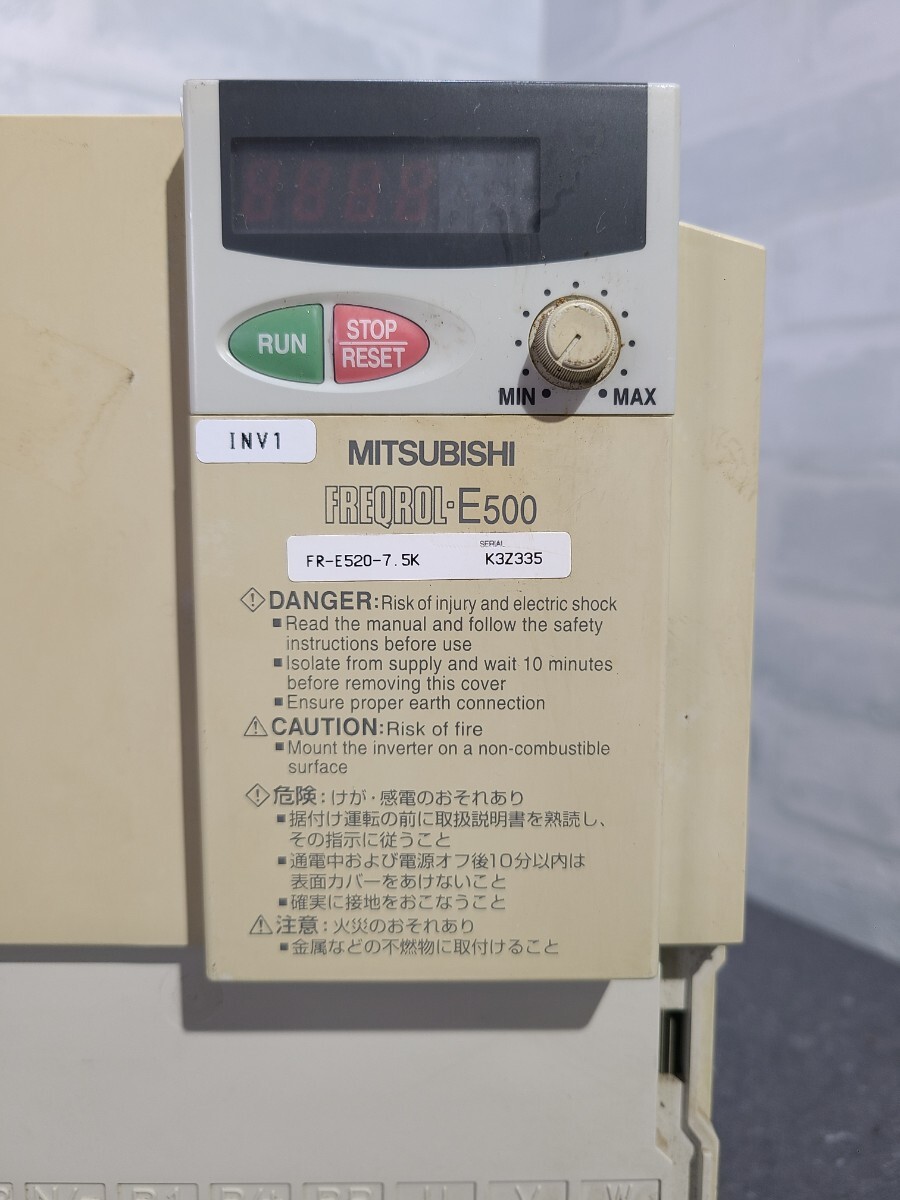 RUN
STOP
RESET
MIN MAX
INV1
MITSUBISHI
FREQROL-E500
SERIAL
FR-E520-7.5K K3Z335
DANGER:Risk of injury and electric shock
■Read the manual and follow the safety
instructions before use
■Isolate from supply and wait 10 minutes
before removing this cover
■Ensure proper earth connection
CAUTION:Risk of fire
■Mount the inverter on a non-combustible
surface
危険:けが・感電のおそれあり
■据付け運転の前に取扱説明書を熟読し、
その指示に従うこと
■通電中および電源オフ後10分以内は
表面カバーをあけないこと
■確実に接地をおこなうこと
注意:火災のおそれあり
■金属などの不燃物に取付けること